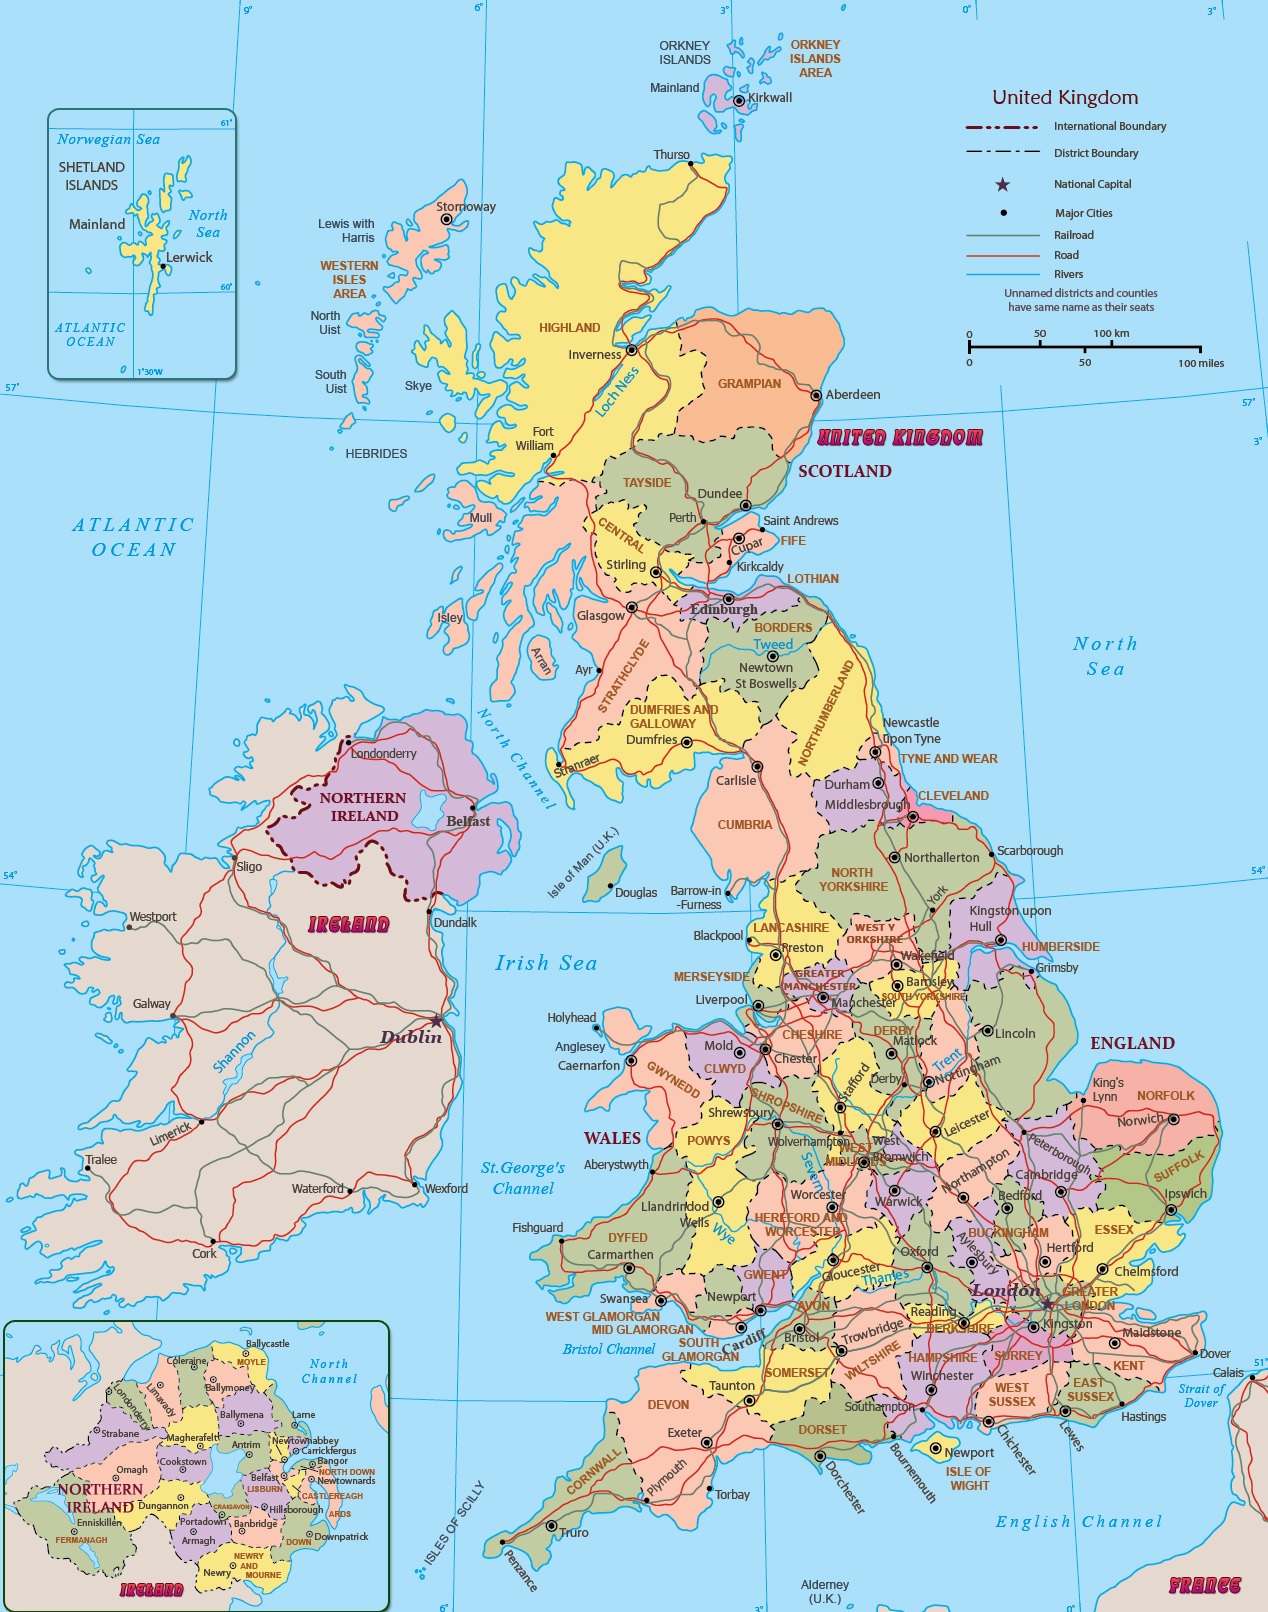 9°
6°
3°
0°
3°
ORKNEY
ISLANDS
ORKNEY
ISLANDS
AREA
Mainland
Kirkwall
United Kingdom
International Boundary
District Boundary
National Capital
Major Cities
Railroad
Road
Rivers
Unnamed districts and counties
have same name as their seats
0
50
100 km
0
50
100 miles
61°
Norwegian Sea
SHETLAND
ISLANDS
Mainland
North
Sea
Lerwick
60°
ATLANTIC
OCEAN
1°30'W
Thurso
Stornoway
Lewis with
Harris
WESTERN
ISLES
AREA
North
Uist
South
Uist
Skye
HEBRIDES
HIGHLAND
Inverness
Loch Ness
Fort
William
GRAMPIAN
Aberdeen
57°
57°
3°
UNITED KINGDOM
SCOTLAND
TAYSIDE
Dundee
Perth
Saint Andrews
CENTRAL
Cupar
FIFE
Stirling
Kirkcaldy
LOTHIAN
Mull
Glasgow
Edinburgh
Isley
Arran
Ayr
STRATHCLYDE
BORDERS
Tweed
Newtown
St Boswells
NORTHUMBERLAND
DUMFRIES AND
GALLOWAY
Dumfries
Stranraer
ATLANTIC
OCEAN
North
Sea
North Channel
Newcastle
upon Tyne
TYNE AND WEAR
Carlisle
Durham
Middlesbrough
CLEVELAND
CUMBRIA
Northallerton
Scarborough
NORTH
YORKSHIRE
York
Londonderry
NORTHERN
IRELAND
Belfast
Sligo
Isle of Man (U.K.)
Douglas
Barrow-in
-Furness
54°
54°
Westport
IRELAND
Dundalk
Irish Sea
Blackpool
LANCASHIRE
Preston
WEST Y
ORKSHIRE
Wakefield
Kingston upon
Hull
HUMBERSIDE
Grimsby
MERSEYSIDE
GREATER
MANCHESTER
Barnsley
SOUTH YORKSHIRE
Liverpool
Manchester
Galway
Dublin
Shannon
Holyhead
Anglesey
Caernarfon
CHESHIRE
DERBY
Matlock
Lincoln
ENGLAND
Mold
CLWYD
Chester
Trent
Nottingham
GWYNEDD
Stafford
Derby
King's
Lynn
NORFOLK
Norwich
SHROPSHIRE
Shrewsbury
Leicester
Peterborough
Limerick
WALES
POWYS
Wolverhampton
WEST
MIDLANDS
West
Bromwich
SUFFOLK
Tralee
Waterford
Wexford
Cork
St.George's
Channel
Aberystwyth
Severn
Northampton
Cambridge
Ipswich
Worcester
Warwick
Bedford
Llandrindod
Wells
HEREFORD AND
WORCESTER
BUCKINGHAM
ESSEX
Fishguard
DYFED
Wye
Aylesbury
Hertford
Carmarthen
GWENT
Gloucester
Oxford
Thames
Chelmsford
Swansea
Newport
AVON
London
GREATER
LONDON
WEST GLAMORGAN
MID GLAMORGAN
Reading
BERKSHIRE
Kingston
Bristol Channel
SOUTH
GLAMORGAN
Cardiff
Bristol
Trowbridge
Maidstone
Dover
51°
WILTSHIRE
HAMPSHIRE
SURREY
KENT
Calais
SOMERSET
Winchester
WEST
SUSSEX
EAST
SUSSEX
Strait of
Dover
Taunton
DEVON
Southampton
Hastings
Exeter
DORSET
Chichester
Lewes
Newport
ISLE OF
WIGHT
Bournemouth
Dorchester
CORNWALL
Plymouth
Torbay
English Channel
Truro
Penzance
ISLES OF SCILLY
Alderney
(U.K.)
FRANCE
6°
3°
0°
Ballycastle
North
Channel
Coleraine
MOYLE
Limavady
Ballymoney
Londonderry
Ballymena
Larne
Strabane
Magherafelt
Antrim
Newtownabbey
Carrickfergus
Omagh
Cookstown
Bangor
Belfast
NORTH DOWN
Newtownards
NORTHERN
IRELAND
Dungannon
LISBURN
CASTLEREAGH
CRAIGAVON
Hillsborough
ARDS
Enniskillen
Portadown
Banbridge
FERMANAGH
Armagh
DOWN
Downpatrick
NEWRY
AND
MOURNE
Newry
IRELAND